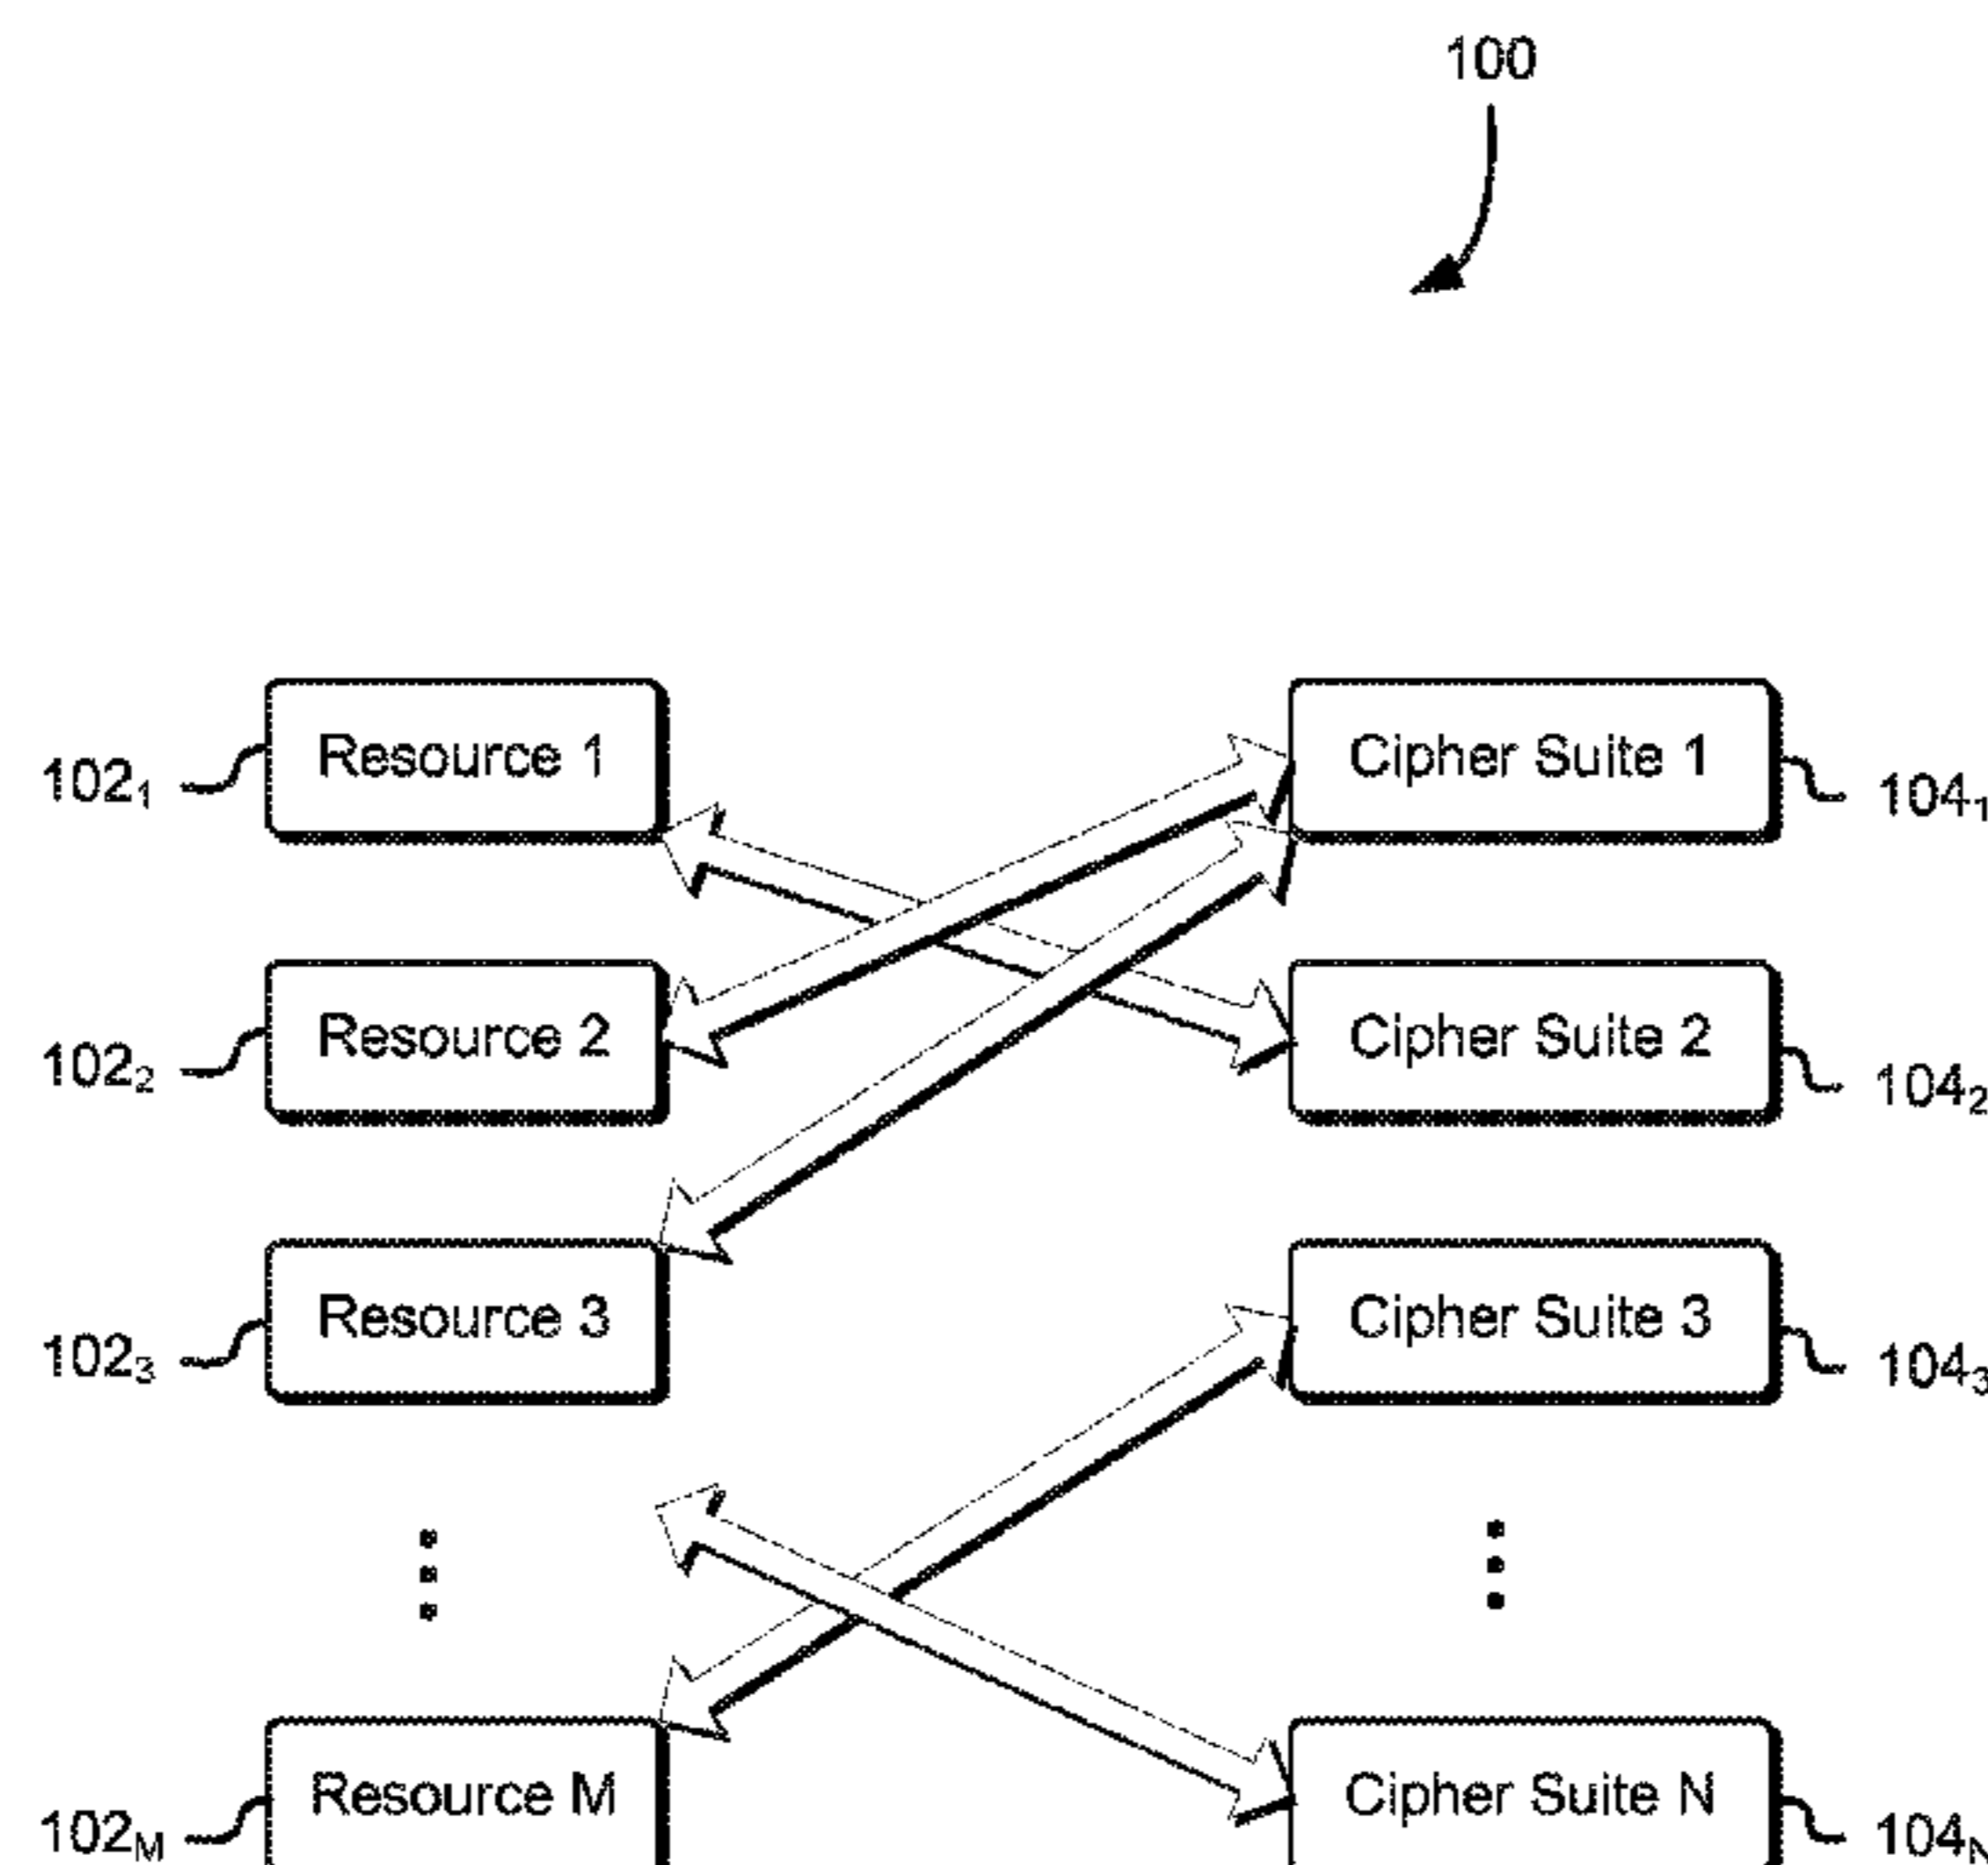 100
Resource 1
Cipher Suite 1
102₁
104₁
Resource 2
Cipher Suite 2
102₂
104₂
Resource 3
Cipher Suite 3
102₃
104₃
Resource M
Cipher Suite N
102M
104N